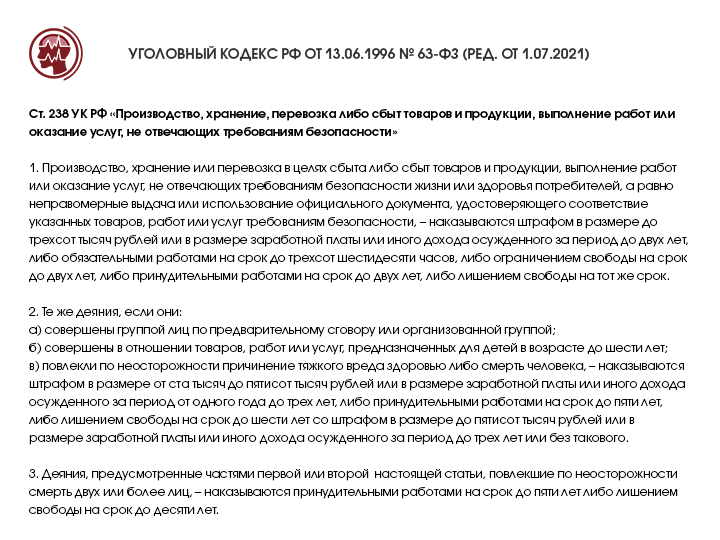 УГОЛОВНЫЙ КОДЕКС РФ ОТ 13.06.1996 № 63-ФЗ (РЕД. ОТ 1.07.2021)
Ст. 238 УК РФ «Производство, хранение, перевозка либо сбыт товаров и продукции, выполнение работ или
оказание услуг, не отвечающих требованиям безопасности»
1. Производство, хранение или перевозка в целях сбыта либо сбыт товаров и продукции, выполнение работ
или оказание услуг, не отвечающих требованиям безопасности жизни или здоровья потребителей, а равно
неправомерные выдача или использование официального документа, удостоверяющего соответствие
указанных товаров, работ или услуг требованиям безопасности, – наказываются штрафом в размере до
трехсот тысяч рублей или в размере заработной платы или иного дохода осужденного за период до двух лет,
либо обязательными работами на срок до трехсот шестидесяти часов, либо ограничением свободы на срок
до двух лет, либо принудительными работами на срок до двух лет, либо лишением свободы на тот же срок.
2. Те же деяния, если они:
а) совершены группой лиц по предварительному сговору или организованной группой;
б) совершены в отношении товаров, работ или услуг, предназначенных для детей в возрасте до шести лет;
в) повлекли по неосторожности причинение тяжкого вреда здоровью либо смерть человека, – наказываются
штрафом в размере от ста тысяч до пятисот тысяч рублей или в размере заработной платы или иного дохода
осужденного за период от одного года до трех лет, либо принудительными работами на срок до пяти лет,
либо лишением свободы на срок до шести лет со штрафом в размере до пятисот тысяч рублей или в
размере заработной платы или иного дохода осужденного за период до трех лет или без такового.
3. Деяния, предусмотренные частями первой или второй настоящей статьи, повлекшие по неосторожности
смерть двух или более лиц, – наказываются принудительными работами на срок до пяти лет либо лишением
свободы на срок до десяти лет.